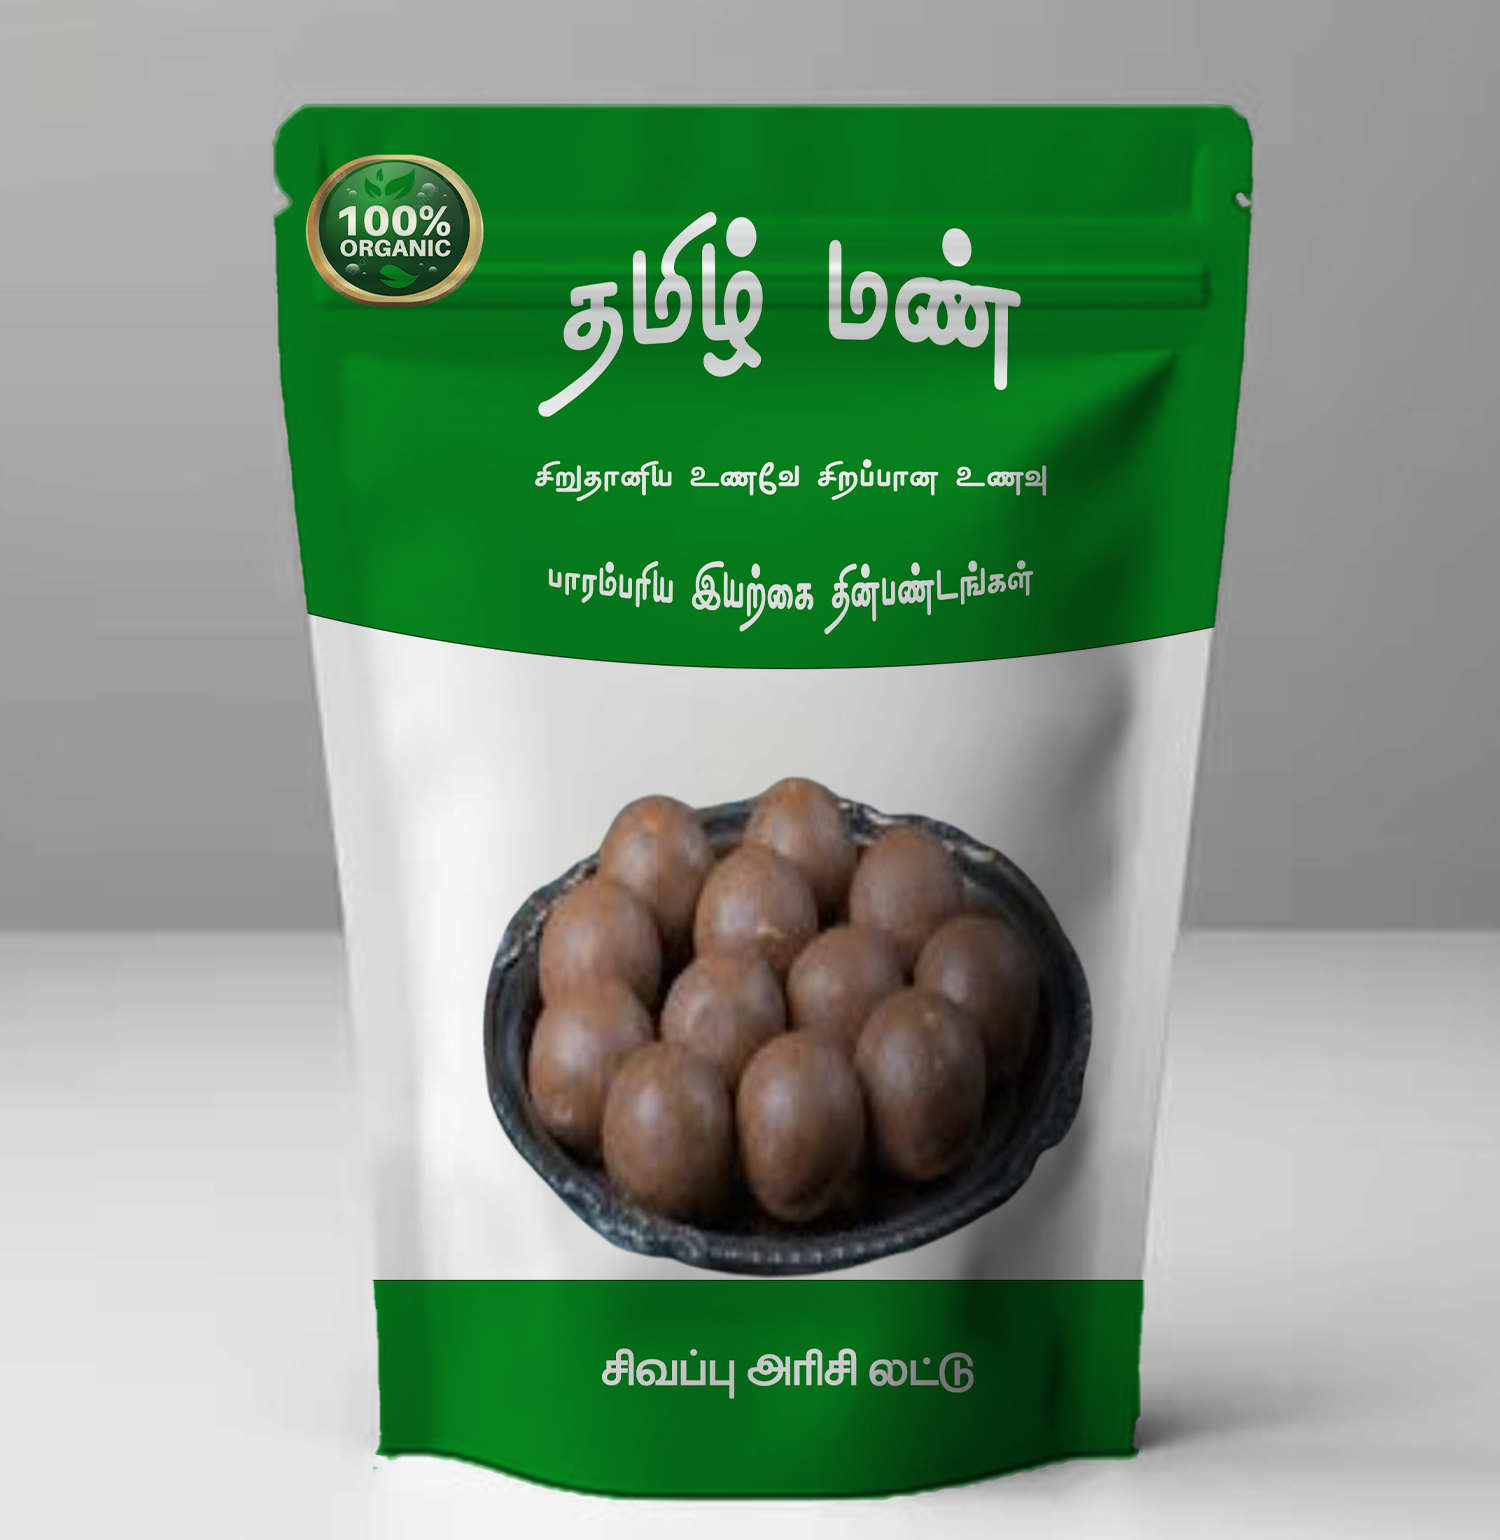 100%
ORGANIC
தமிழ் மண்
சிறுதானிய உணவே சிறப்பான உணவு
பாரம்பரிய இயற்கை தின்பண்டங்கள்
சிவப்பு அரிசி லட்டு